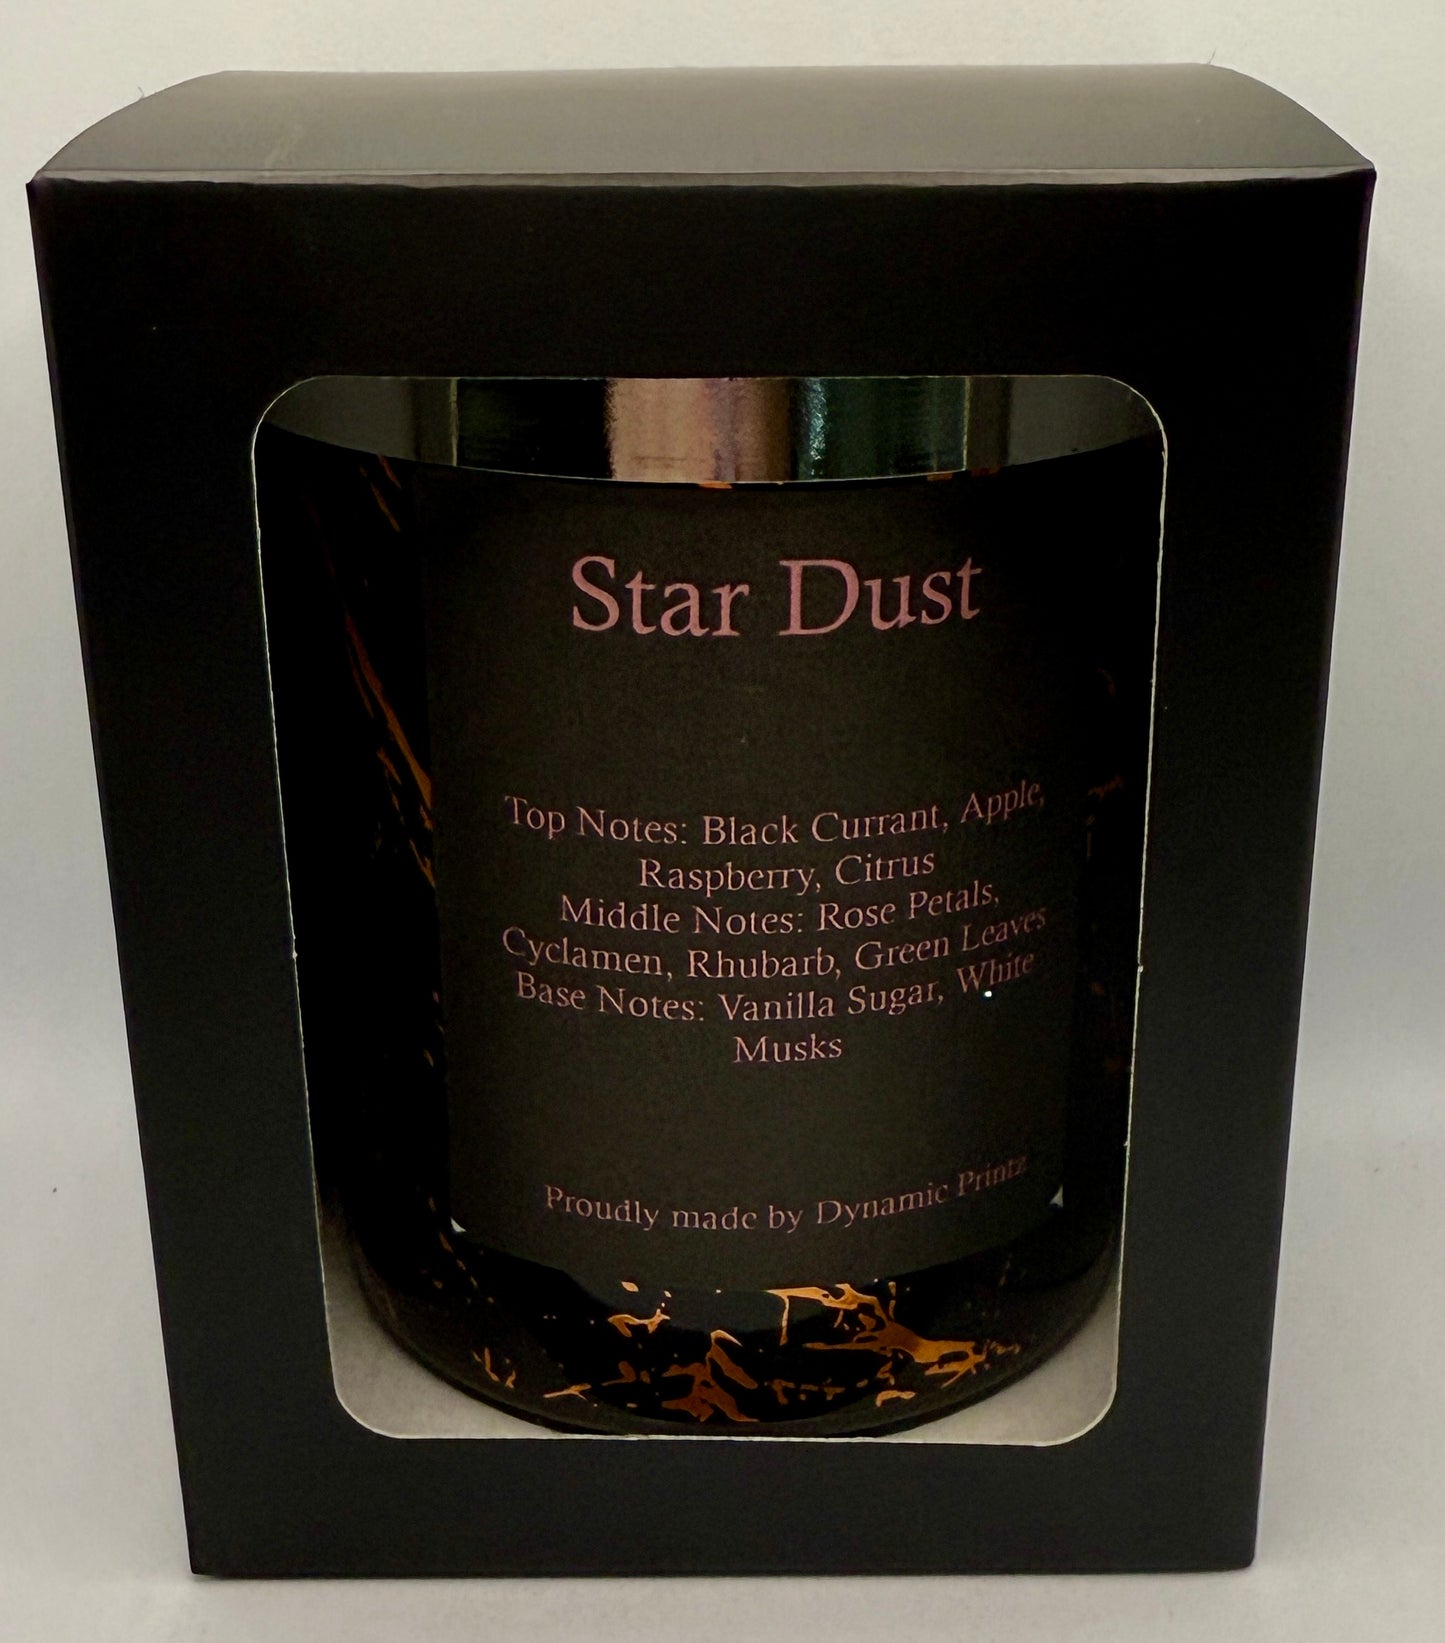 Star Dust
Top Notes: Black Currant, Apple,
Raspberry, Citrus
Middle Notes: Rose Petals,
Cyclamen, Rhubarb, Green Leaves
Base Notes: Vanilla Sugar, White
Musks
Proudly made by Dynamic Printz